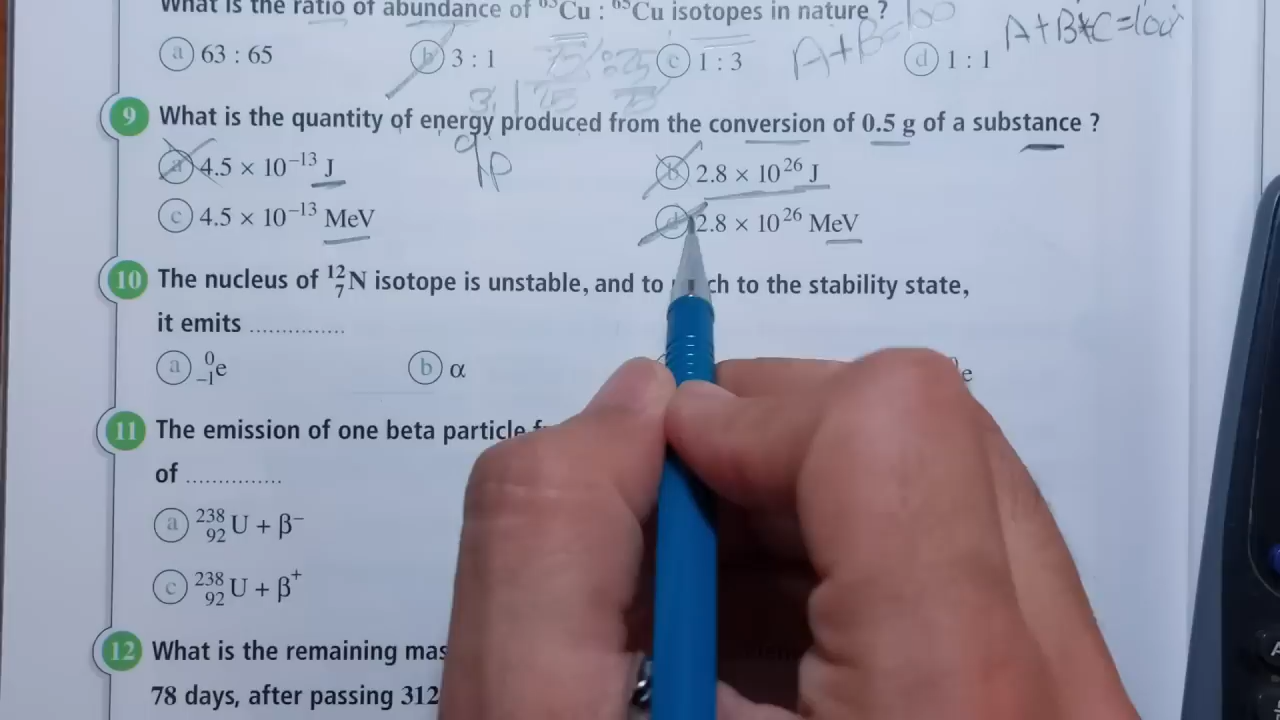 What is the ratio of abundance of ⁶³Cu : ⁶⁵Cu isotopes in nature ?
A+B=100
A+B+C=100%
a 63 : 65 b 3 : 1 c 1 : 3 d 1 : 1
9 What is the quantity of energy produced from the conversion of 0.5 g of a substance ?
a 4.5 × 10⁻¹³ J b 2.8 × 10²⁶ J
c 4.5 × 10⁻¹³ MeV d 2.8 × 10²⁶ MeV
10 The nucleus of ¹²₇N isotope is unstable, and to ch to the stability state,
it emits ...............
a ⁰₋₁e b α e
11 The emission of one beta particle
of ...............
a ²³⁸₉₂U + β⁻
c ²³⁸₉₂U + β⁺
12 What is the remaining mas
78 days, after passing 312